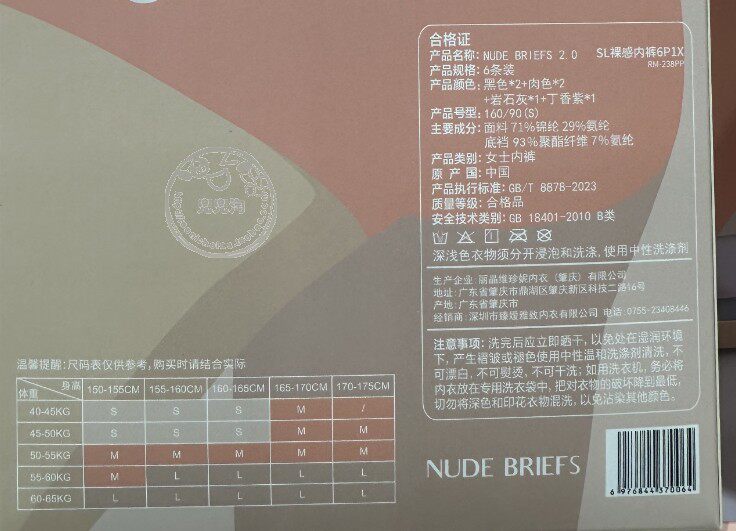 合格证
产品名称: NUDE BRIEFS 2.0 SL裸感内裤6P1X
RM-238PP
产品规格: 6条装
产品颜色: 黑色*2+肉色*2
+岩石灰*1+丁香紫*1
产品号型: 160/90(S)
主要成分: 面料 71%锦纶 29%氨纶
底裆 93%聚酯纤维 7%氨纶
产品类别: 女士内裤
原 产 国: 中国
产品执行标准: GB/T 8878-2023
质量等级: 合格品
安全技术类别: GB 18401-2010 B类
深浅色衣物须分开浸泡和洗涤, 使用中性洗涤剂
生产企业: 丽晶维珍妮内衣（肇庆）有限公司
地址: 广东省肇庆市鼎湖区肇庆新区科技二路16号
产地: 广东省肇庆市
经销商: 深圳市臻媛雅致内衣有限公司 电话: 0755-23408446
注意事项: 洗完后应立即晒干, 以免处在湿润环境
下, 产生褶皱或褪色使用中性温和洗涤剂清洗, 不
可漂白, 不可熨烫, 不可干洗; 如用洗衣机, 务必将
内衣放在专用洗衣袋中, 把对衣物的破坏降到最低,
切勿将深色和印花衣物混洗, 以免沾染其他颜色。
鬼鬼淘
温馨提醒: 尺码表仅供参考, 购买时请结合实际
身高 体重 150-155CM 155-160CM 160-165CM 165-170CM 170-175CM
40-45KG S S S M /
45-50KG S S S M M
50-55KG M M M M M
55-60KG M L L L L
60-65KG L L L L L
NUDE BRIEFS
6 976844 370064